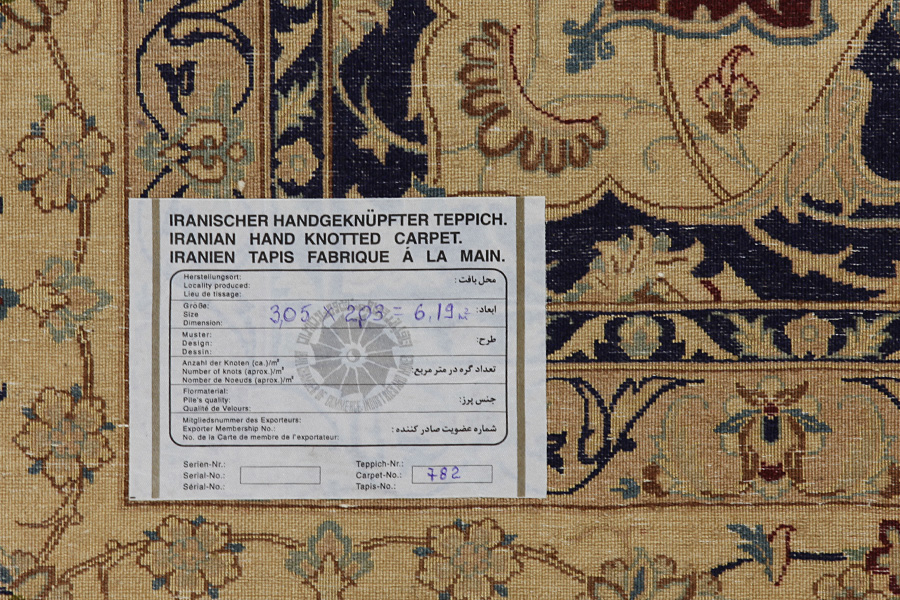 IRANISCHER HANDGEKNÜPFTER TEPPICH.
IRANIAN HAND KNOTTED CARPET.
IRANIEN TAPIS FABRIQUE Â LA MAIN.
Herstellungsort:
Locality produced:
Lieu de tissage:
محل بافت:
Größe:
Size
Dimension:
3,05 x 2,03 = 6,19 M²
ابعاد:
Muster:
Design:
Dessin:
طرح:
Anzahl der Knoten (ca.)/m²
Number of knots (aprox.)/m²
Nombre de Noeuds (aprox.)/m²
تعداد گره در متر مربع:
Flormaterial:
Pile's quality:
Qualité de Velours:
جنس پرز:
Mitgliedsnummer des Exporteurs:
Exporter Membership No.:
No. de la Carte de membre de l'exportateur:
شماره عضویت صادر کننده:
Serien-Nr.:
Serial-No.:
Sérial-No.:
Teppich-Nr.:
Carpet-No.:
Tapis-No.:
782